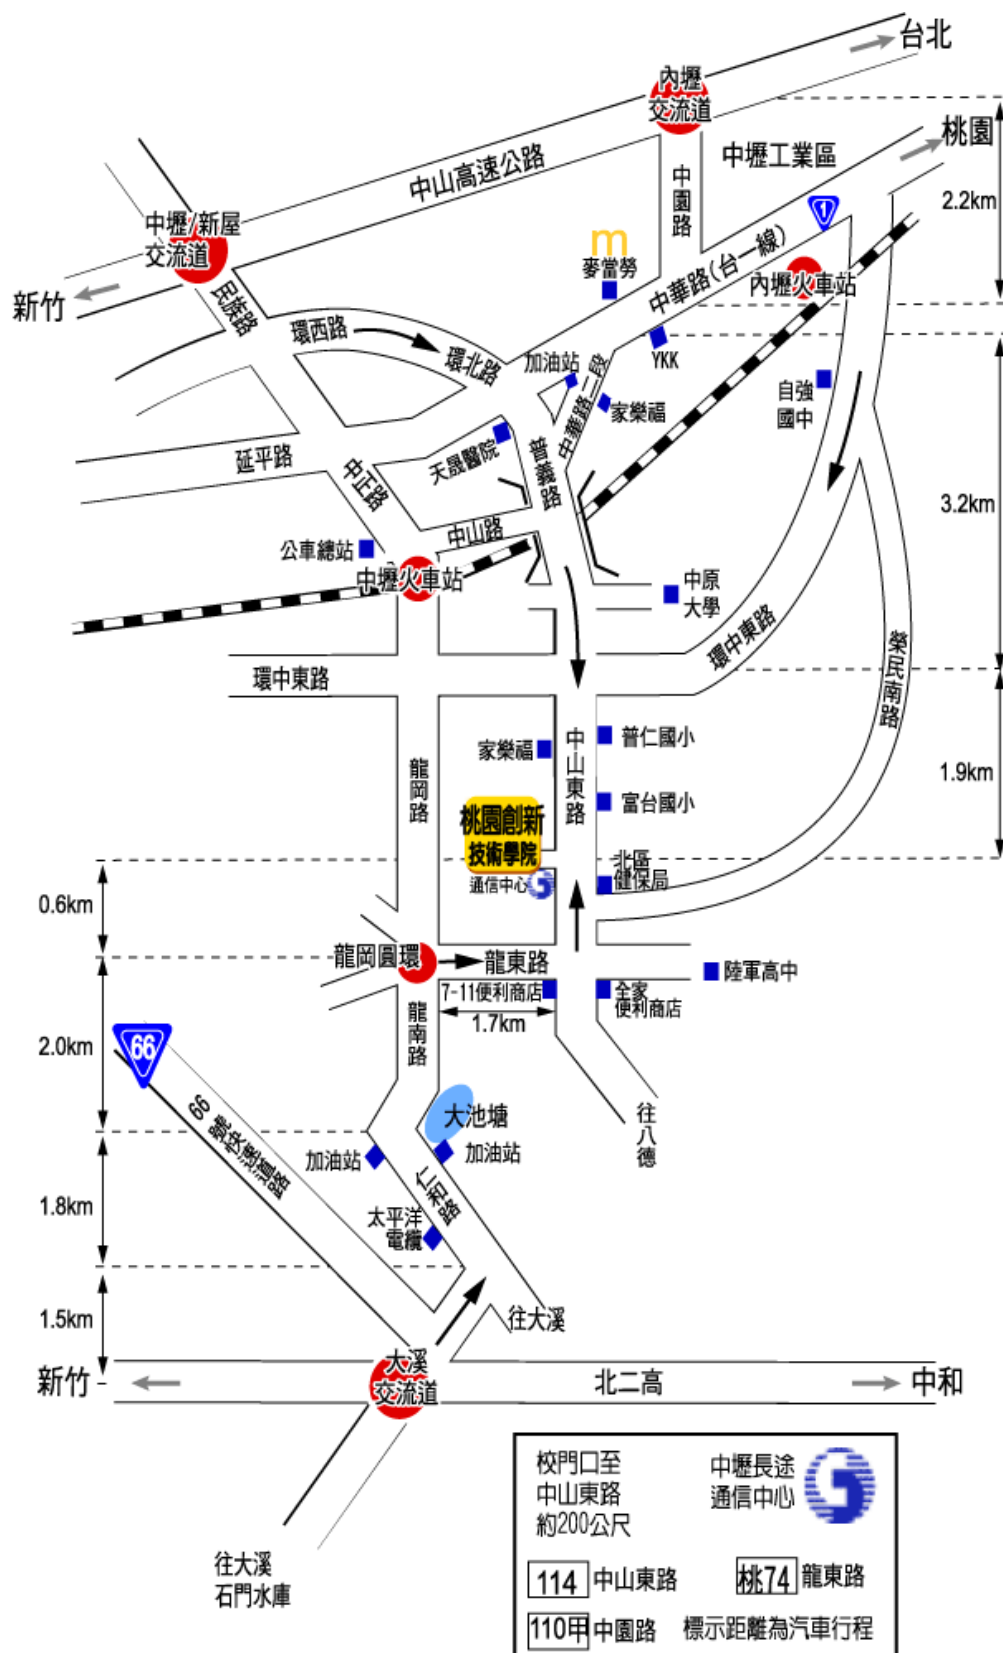 台北
內壢
交流道
桃園
中壢工業區
中山高速公路
中園路
2.2km
中壢/新屋
交流道
1
麥當勞
中華路(台一線)
內壢火車站
新竹
民族路
環西路
環北路
加油站
YKK
中華路二段
家樂福
自強
國中
延平路
天晟醫院
普義路
中正路
3.2km
中山路
公車總站
中壢火車站
中原
大學
環中東路
環中東路
榮民南路
家樂福
中山東路
普仁國小
龍岡路
1.9km
桃園創新
技術學院
富台國小
北區
健保局
通信中心
0.6km
龍岡圓環
龍東路
陸軍高中
7-11便利商店
全家
便利商店
1.7km
龍南路
2.0km
66
66號快速道路
大池塘
往八德
加油站
加油站
仁和路
1.8km
太平洋
電纜
1.5km
往大溪
大溪
交流道
新竹
北二高
中和
校門口至
中山東路
約200公尺
中壢長途
通信中心
往大溪
石門水庫
114 中山東路
桃74 龍東路
110甲 中園路
標示距離為汽車行程